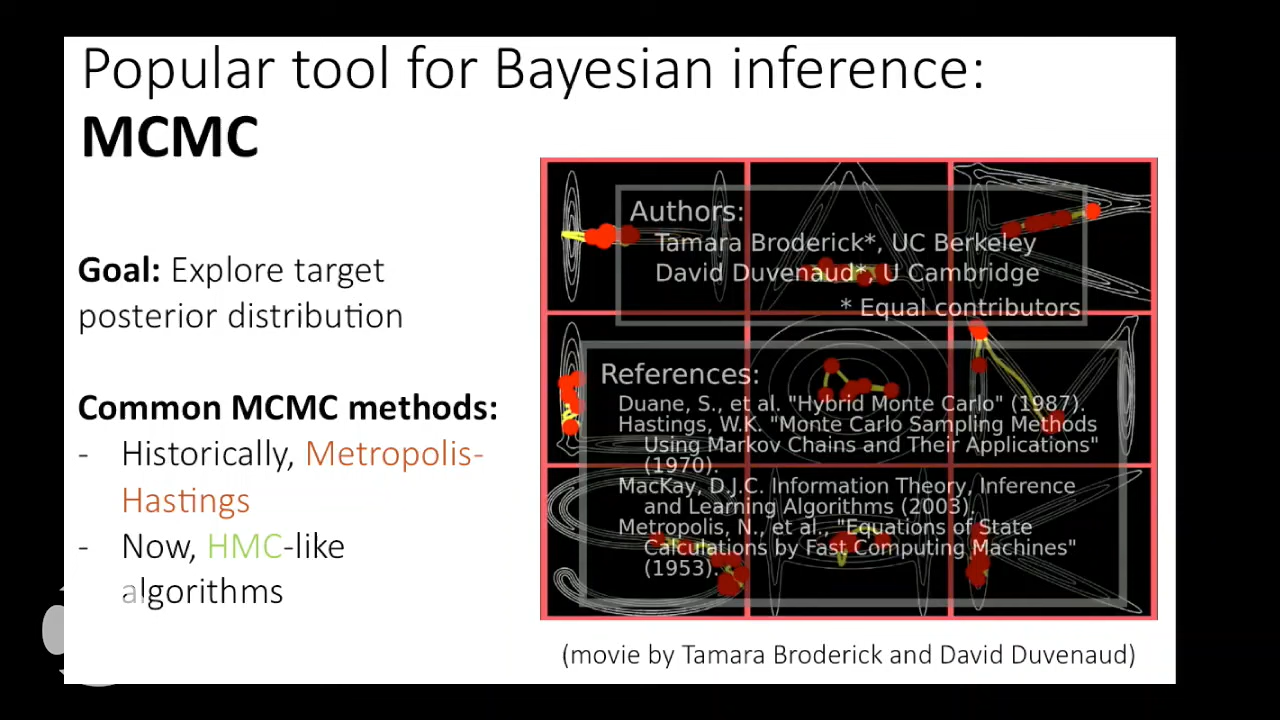 Popular tool for Bayesian inference:
MCMC
Goal: Explore target
posterior distribution
Common MCMC methods:
- Historically, Metropolis-
Hastings
- Now, HMC-like
algorithms
Authors:
Tamara Broderick*, UC Berkeley
David Duvenaud*, U Cambridge
* Equal contributors
References:
Duane, S., et al. "Hybrid Monte Carlo" (1987).
Hastings, W.K. "Monte Carlo Sampling Methods
Using Markov Chains and Their Applications"
(1970).
MacKay, D.J.C. Information Theory, Inference
and Learning Algorithms (2003).
Metropolis, N., et al., "Equations of State
Calculations by Fast Computing Machines"
(1953).
(movie by Tamara Broderick and David Duvenaud)